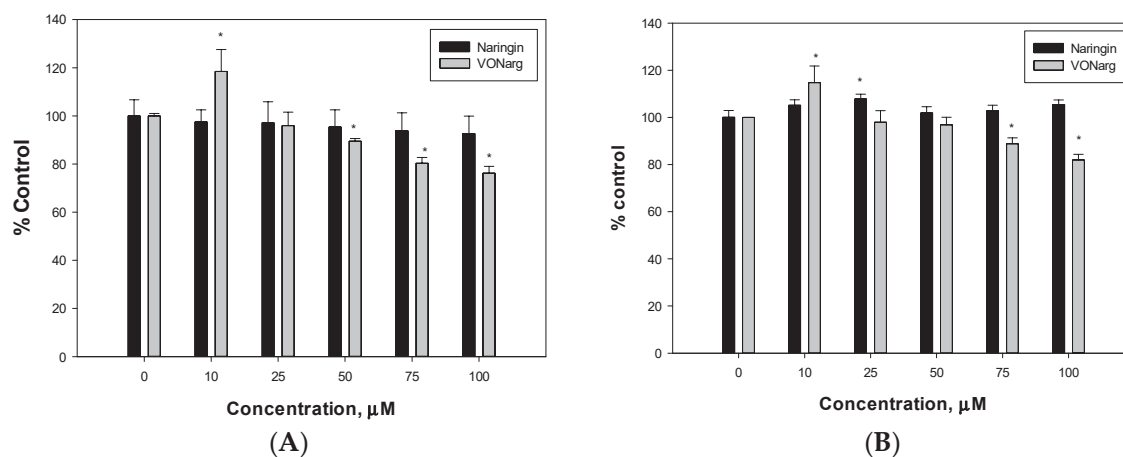 140
120
100
80
60
40
20
0
% Control
*
*
*
*
Naringin
VONarg
0 10 25 50 75 100
Concentration, μM
(A)
140
120
100
80
60
40
20
0
% control
*
*
*
*
Naringin
VONarg
0 10 25 50 75 100
Concentration, μM
(B)